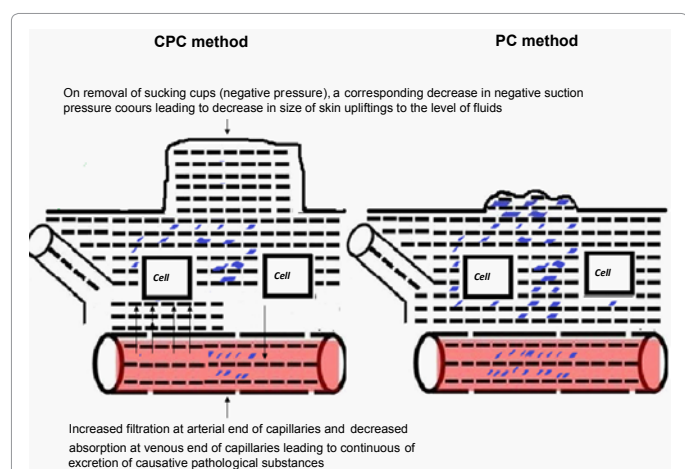 CPC method
PC method
On removal of sucking cups (negative pressure), a corresponding decrease in negative suction
pressure coours leading to decrease in size of skin upliftings to the level of fluids
Cell
Cell
Cell
Cell
Increased filtration at arterial end of capillaries and decreased
absorption at venous end of capillaries leading to continuous of
excretion of causative pathological substances